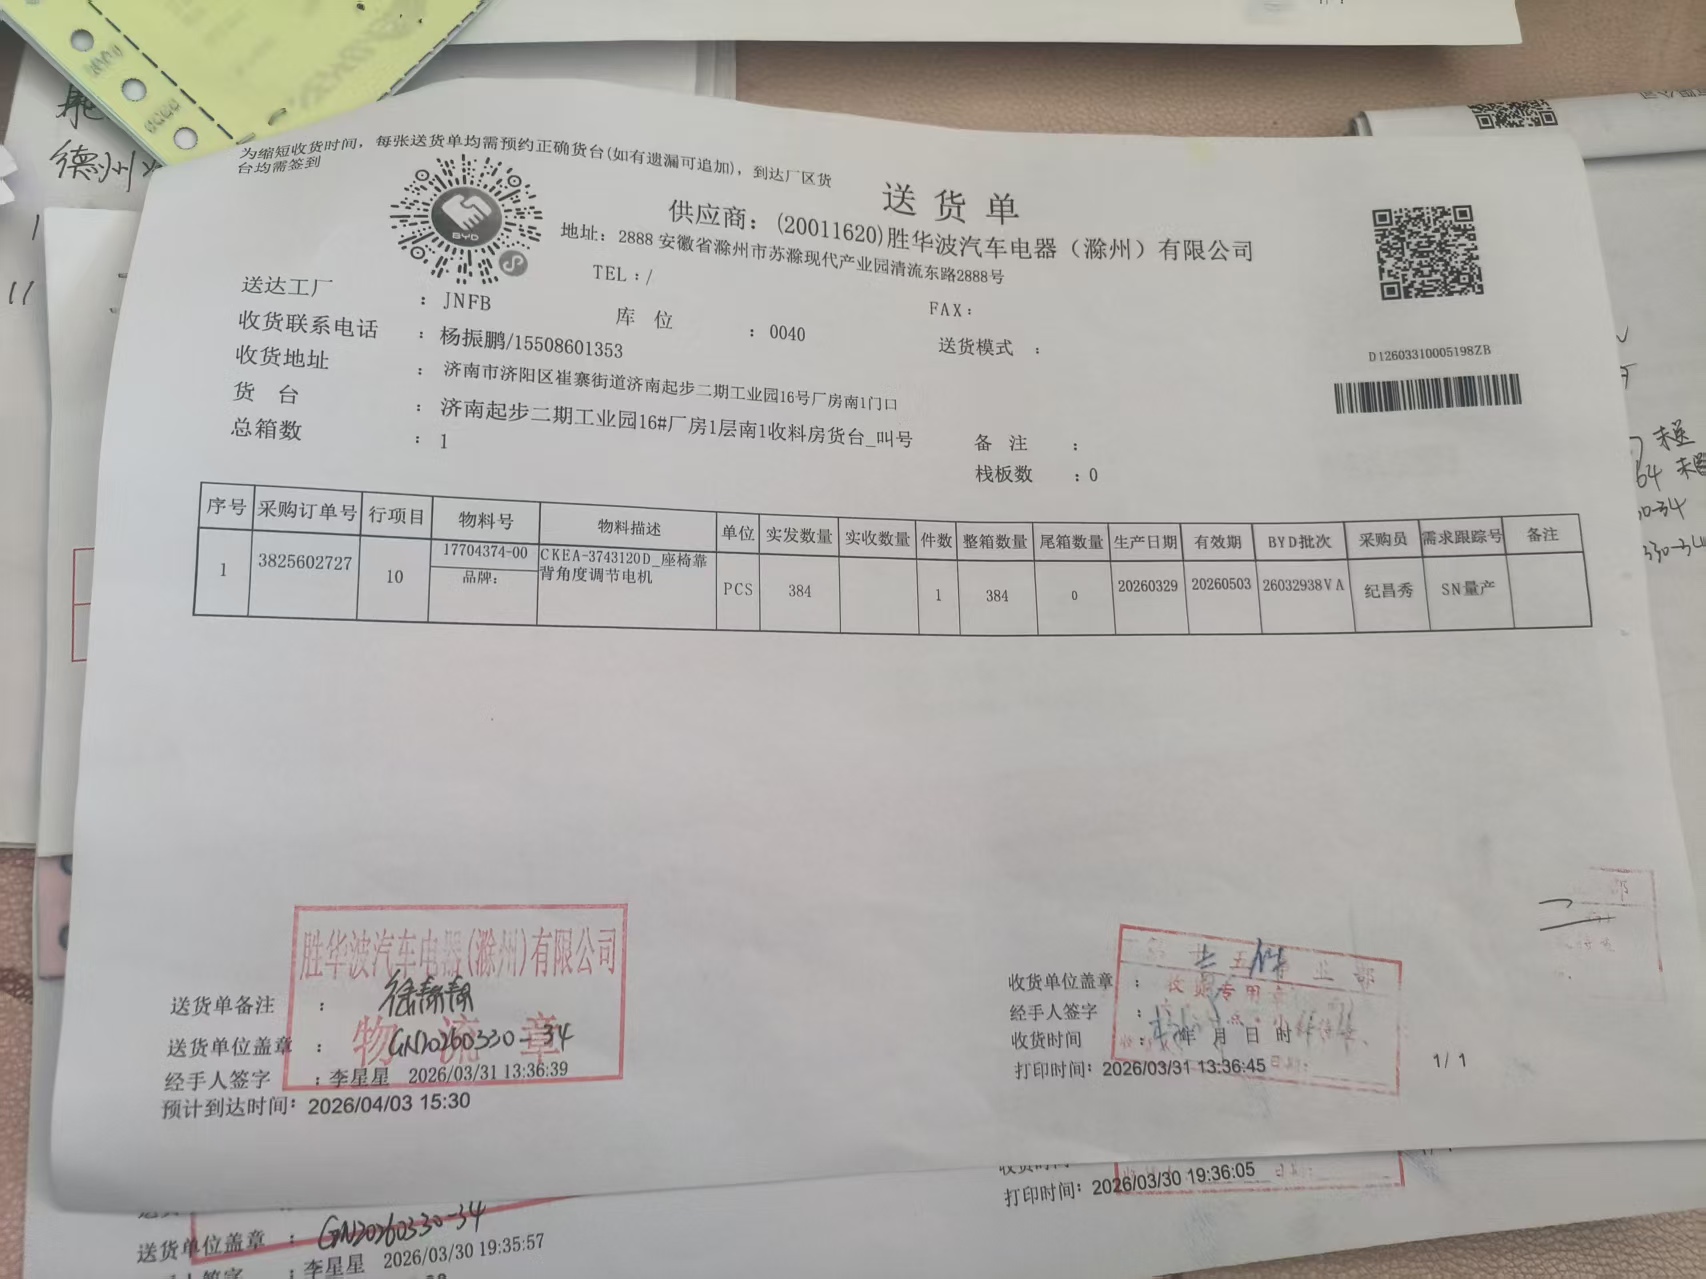 为缩短收货时间，每张送货单均需预约正确货台(如有遗漏可追加)，到达厂区货
台均需签到
送货单
供应商：(20011620)胜华波汽车电器（滁州）有限公司
地址：2888 安徽省滁州市苏滁现代产业园清流东路2888号
TEL：/
FAX：
BYD
D12603310005198ZB
送达工厂：JNFB
库 位：0040
送货模式：
收货联系电话：杨振鹏/15508601353
收货地址：济南市济阳区崔寨街道济南起步二期工业园16号厂房南1门口
货 台：济南起步二期工业园16#厂房1层南1收料房货台_叫号
备 注：
总箱数：1
栈板数：0
序号 采购订单号 行项目 物料号 物料描述 单位 实发数量 实收数量 件数 整箱数量 尾箱数量 生产日期 有效期 BYD批次 采购员 需求跟踪号 备注
1 3825602727 10 17704374-00 CKEA-3743120D_座椅靠背角度调节电机 PCS 384 1 384 0 20260329 20260503 26032938VA 纪昌秀 SN量产
品牌：
胜华波汽车电器(滁州)有限公司
物流章
送货单备注：
送货单位盖章：GN20260330-34
经手人签字：李星星 2026/03/31 13:36:39
预计到达时间：2026/04/03 15:30
收货单位盖章：
经手人签字：
收货时间：年 月 日 时
打印时间：2026/03/31 13:36:45
1/ 1
打印时间：2026/03/30 19:36:05
送货单位盖章：GN20260330-34
李星星 2026/03/30 19:35:57
德州
未送